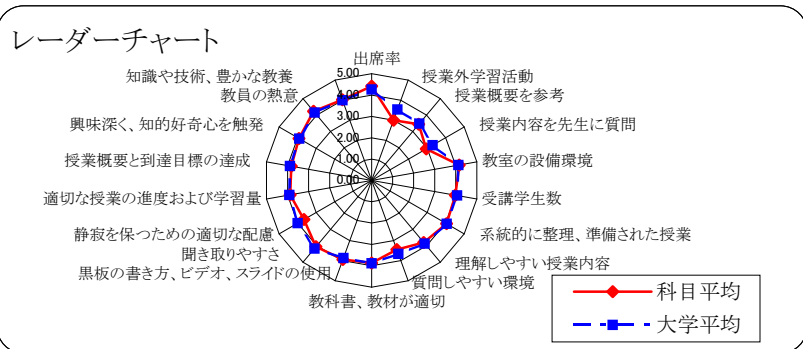 レーダーチャート
出席率
授業外学習活動
授業概要を参考
授業内容を先生に質問
教室の設備環境
受講学生数
系統的に整理、準備された授業
理解しやすい授業内容
質問しやすい環境
教科書、教材が適切
黒板の書き方、ビデオ、スライドの使用
聞き取りやすさ
静寂を保つための適切な配慮
適切な授業の進度および学習量
授業概要と到達目標の達成
興味深く、知的好奇心を触発
教員の熱意
知識や技術、豊かな教養
5.00
4.00
3.00
2.00
1.00
0.00
科目平均
大学平均